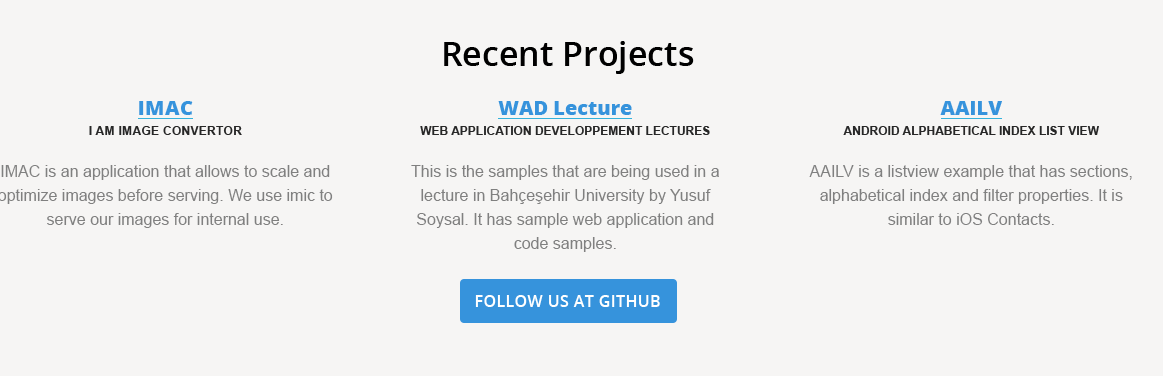 Recent Projects
IMAC
I AM IMAGE CONVERTOR
IMAC is an application that allows to scale and
optimize images before serving. We use imic to
serve our images for internal use.
WAD Lecture
WEB APPLICATION DEVELOPPEMENT LECTURES
This is the samples that are being used in a
lecture in Bahçeşehir University by Yusuf
Soysal. It has sample web application and
code samples.
AAILV
ANDROID ALPHABETICAL INDEX LIST VIEW
AAILV is a listview example that has sections,
alphabetical index and filter properties. It is
similar to iOS Contacts.
FOLLOW US AT GITHUB